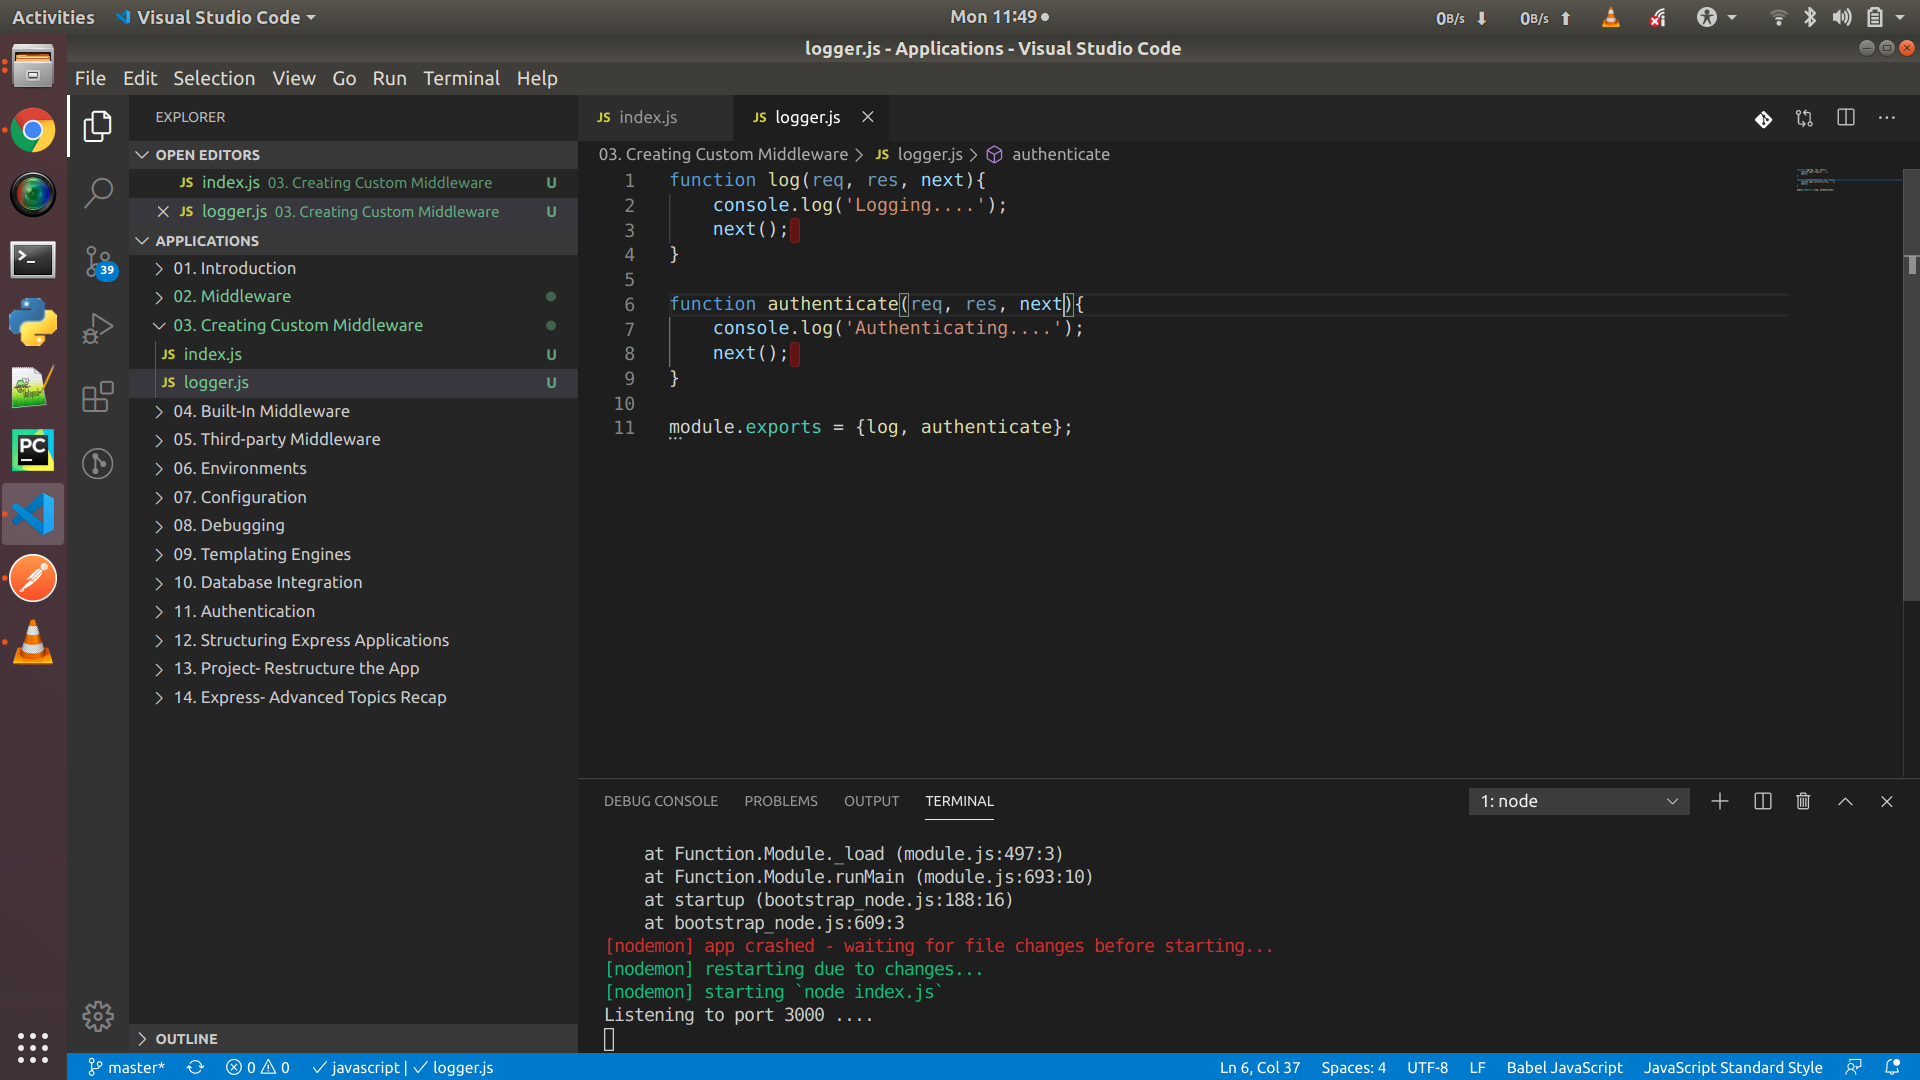 Activities Visual Studio Code Mon 11:49 0B/s 0B/s
logger.js - Applications - Visual Studio Code
File Edit Selection View Go Run Terminal Help
EXPLORER
OPEN EDITORS
JS index.js 03. Creating Custom Middleware U
JS logger.js 03. Creating Custom Middleware U
APPLICATIONS
01. Introduction
02. Middleware
03. Creating Custom Middleware
JS index.js U
JS logger.js U
04. Built-In Middleware
05. Third-party Middleware
06. Environments
07. Configuration
08. Debugging
09. Templating Engines
10. Database Integration
11. Authentication
12. Structuring Express Applications
13. Project- Restructure the App
14. Express- Advanced Topics Recap
OUTLINE
39
PC
JS index.js JS logger.js
03. Creating Custom Middleware JS logger.js authenticate
1 function log(req, res, next){
2 console.log('Logging....');
3 next();
4 }
5
6 function authenticate(req, res, next){
7 console.log('Authenticating....');
8 next();
9 }
10
11 module.exports = {log, authenticate};
DEBUG CONSOLE PROBLEMS OUTPUT TERMINAL 1: node
at Function.Module._load (module.js:497:3)
at Function.Module.runMain (module.js:693:10)
at startup (bootstrap_node.js:188:16)
at bootstrap_node.js:609:3
[nodemon] app crashed - waiting for file changes before starting...
[nodemon] restarting due to changes...
[nodemon] starting `node index.js`
Listening to port 3000 ....
master* 0 0 javascript | logger.js Ln 6, Col 37 Spaces: 4 UTF-8 LF Babel JavaScript JavaScript Standard Style